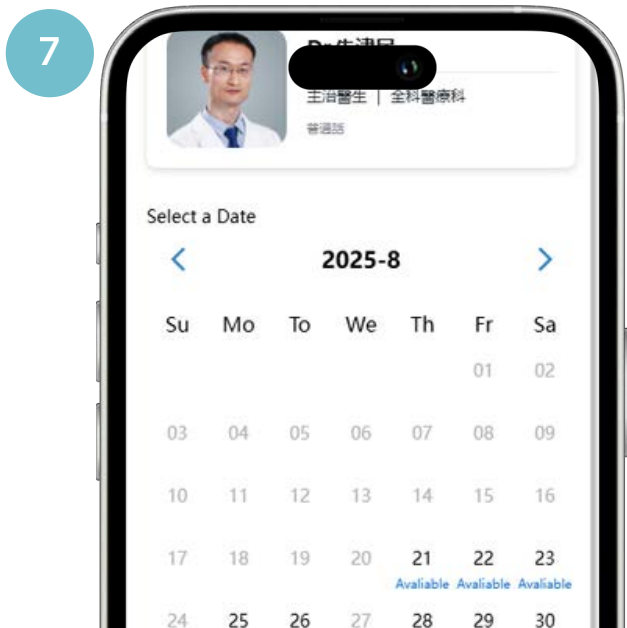 7
主治醫生 | 全科醫療科
普通話
Select a Date
2025-8
Su Mo To We Th Fr Sa
01 02
03 04 05 06 07 08 09
10 11 12 13 14 15 16
17 18 19 20 21 22 23
Avaliable Avaliable Avaliable
24 25 26 27 28 29 30